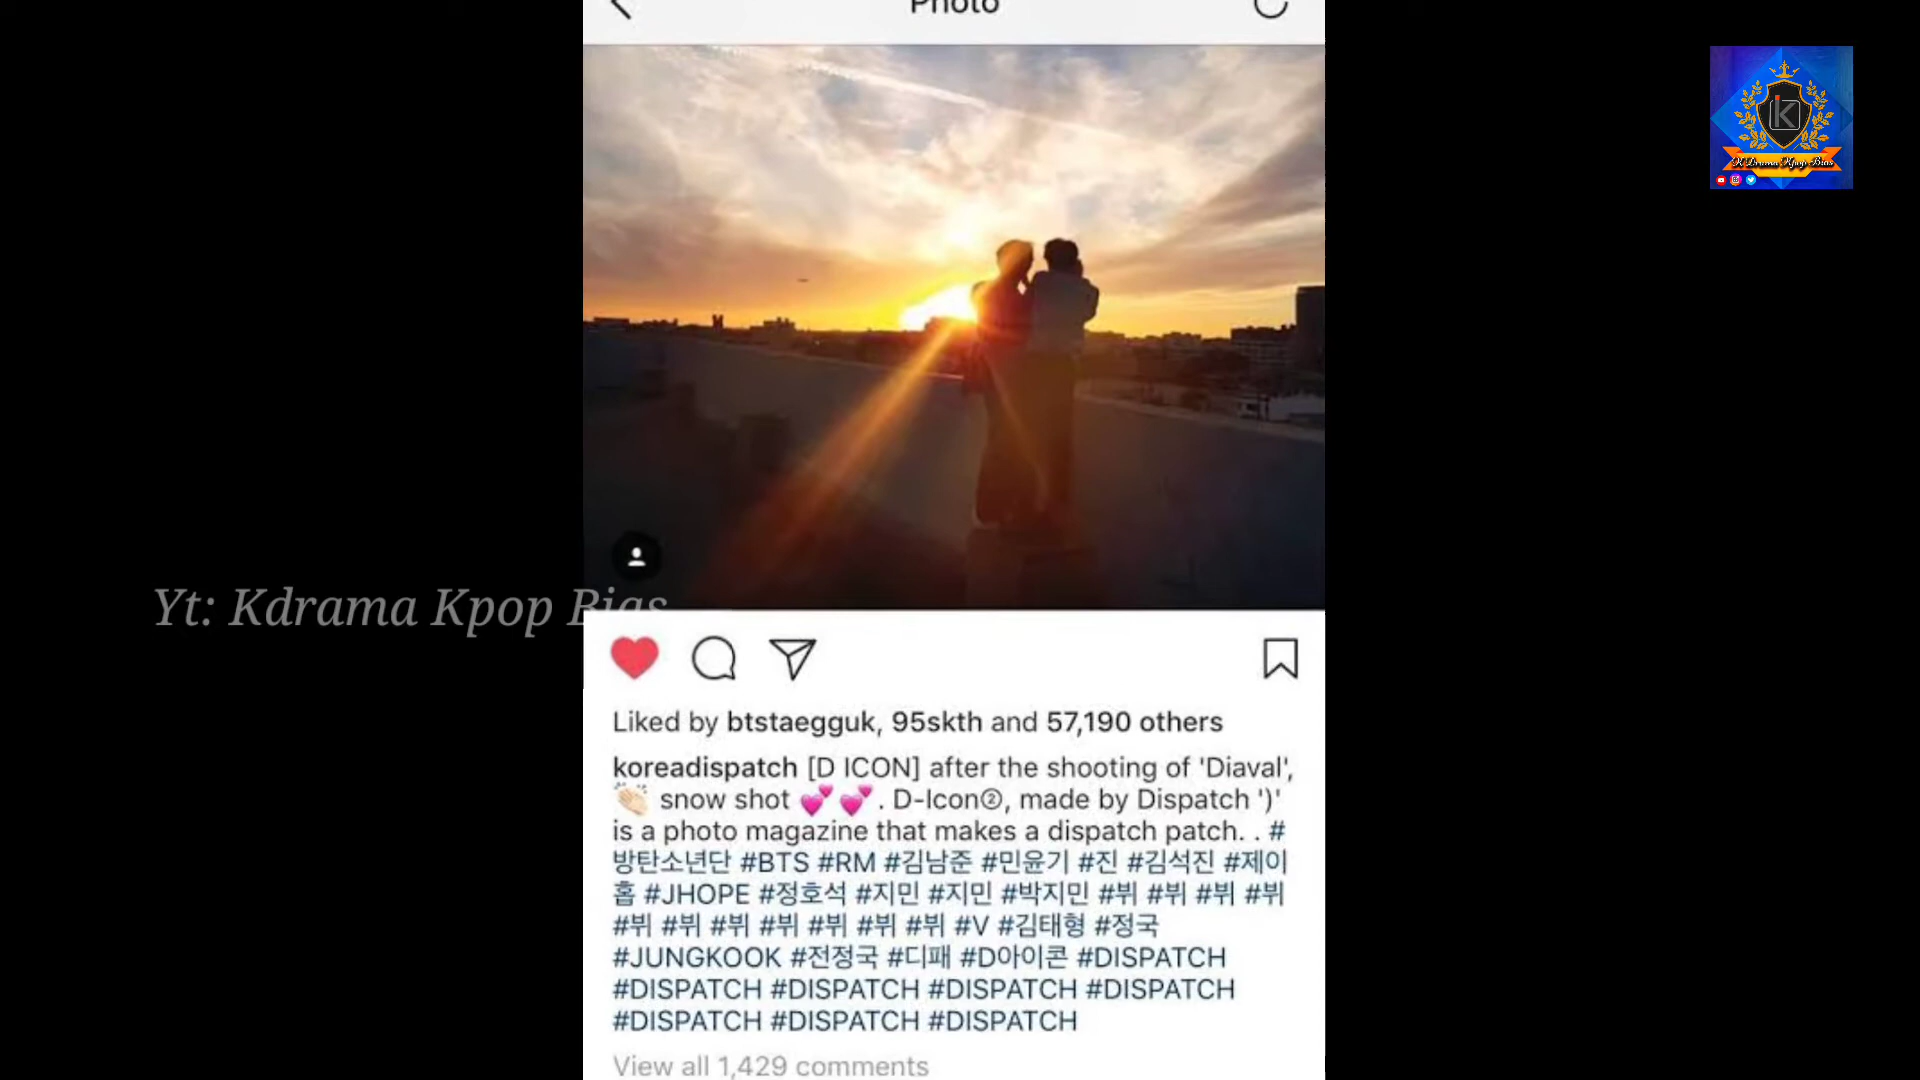 Photo
K Drama Kpop Bias
Yt: Kdrama Kpop Bias
Liked by btstaegguk, 95skth and 57,190 others
koreadispatch [D ICON] after the shooting of 'Diaval',
👏🏻 snow shot 💕 💕 . D-Icon②, made by Dispatch ')'
is a photo magazine that makes a dispatch patch. . #
방탄소년단 #BTS #RM #김남준 #민윤기 #진 #김석진 #제이
홉 #JHOPE #정호석 #지민 #지민 #박지민 #뷔 #뷔 #뷔 #뷔
#뷔 #뷔 #뷔 #뷔 #뷔 #뷔 #뷔 #V #김태형 #정국
#JUNGKOOK #전정국 #디패 #D아이콘 #DISPATCH
#DISPATCH #DISPATCH #DISPATCH #DISPATCH
#DISPATCH #DISPATCH #DISPATCH
View all 1,429 comments